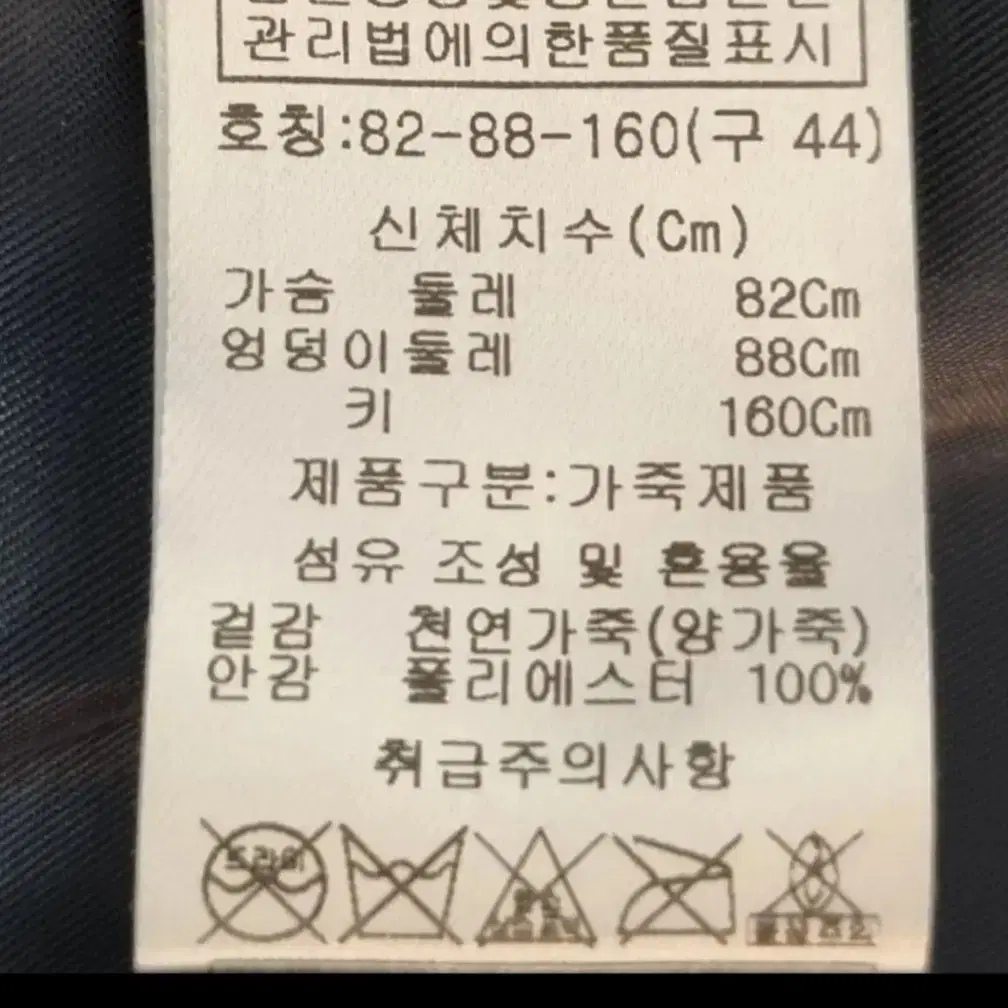 관리법에의한품질표시
호칭:82-88-160(구 44)
신체치수(Cm)
가슴 둘레 82Cm
엉덩이둘레 88Cm
키 160Cm
제품구분:가죽제품
섬유 조성 및 혼용율
겉감 천연가죽(양가죽)
안감 폴리에스터 100%
취급주의사항
드라이